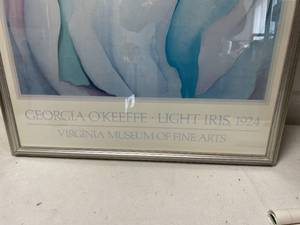 GEORGIA O'KEEFFE · LIGHT IRIS, 1924
VIRGINIA MUSEUM OF FINE ARTS